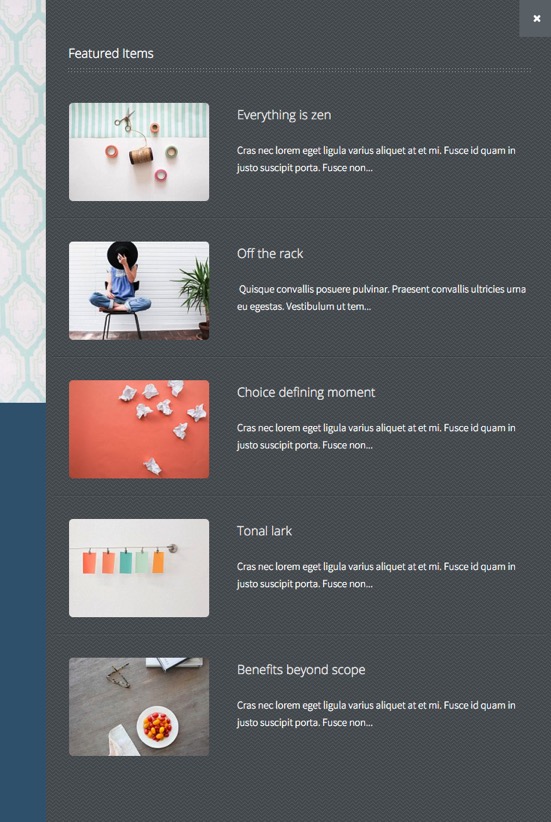 Featured Items
Everything is zen
Cras nec lorem eget ligula varius aliquet at et mi. Fusce id quam in
justo suscipit porta. Fusce non...
Off the rack
Quisque convallis posuere pulvinar. Praesent convallis ultricies urna
eu egestas. Vestibulum ut tem...
Choice defining moment
Cras nec lorem eget ligula varius aliquet at et mi. Fusce id quam in
justo suscipit porta. Fusce non...
Tonal lark
Cras nec lorem eget ligula varius aliquet at et mi. Fusce id quam in
justo suscipit porta. Fusce non...
Benefits beyond scope
Cras nec lorem eget ligula varius aliquet at et mi. Fusce id quam in
justo suscipit porta. Fusce non...